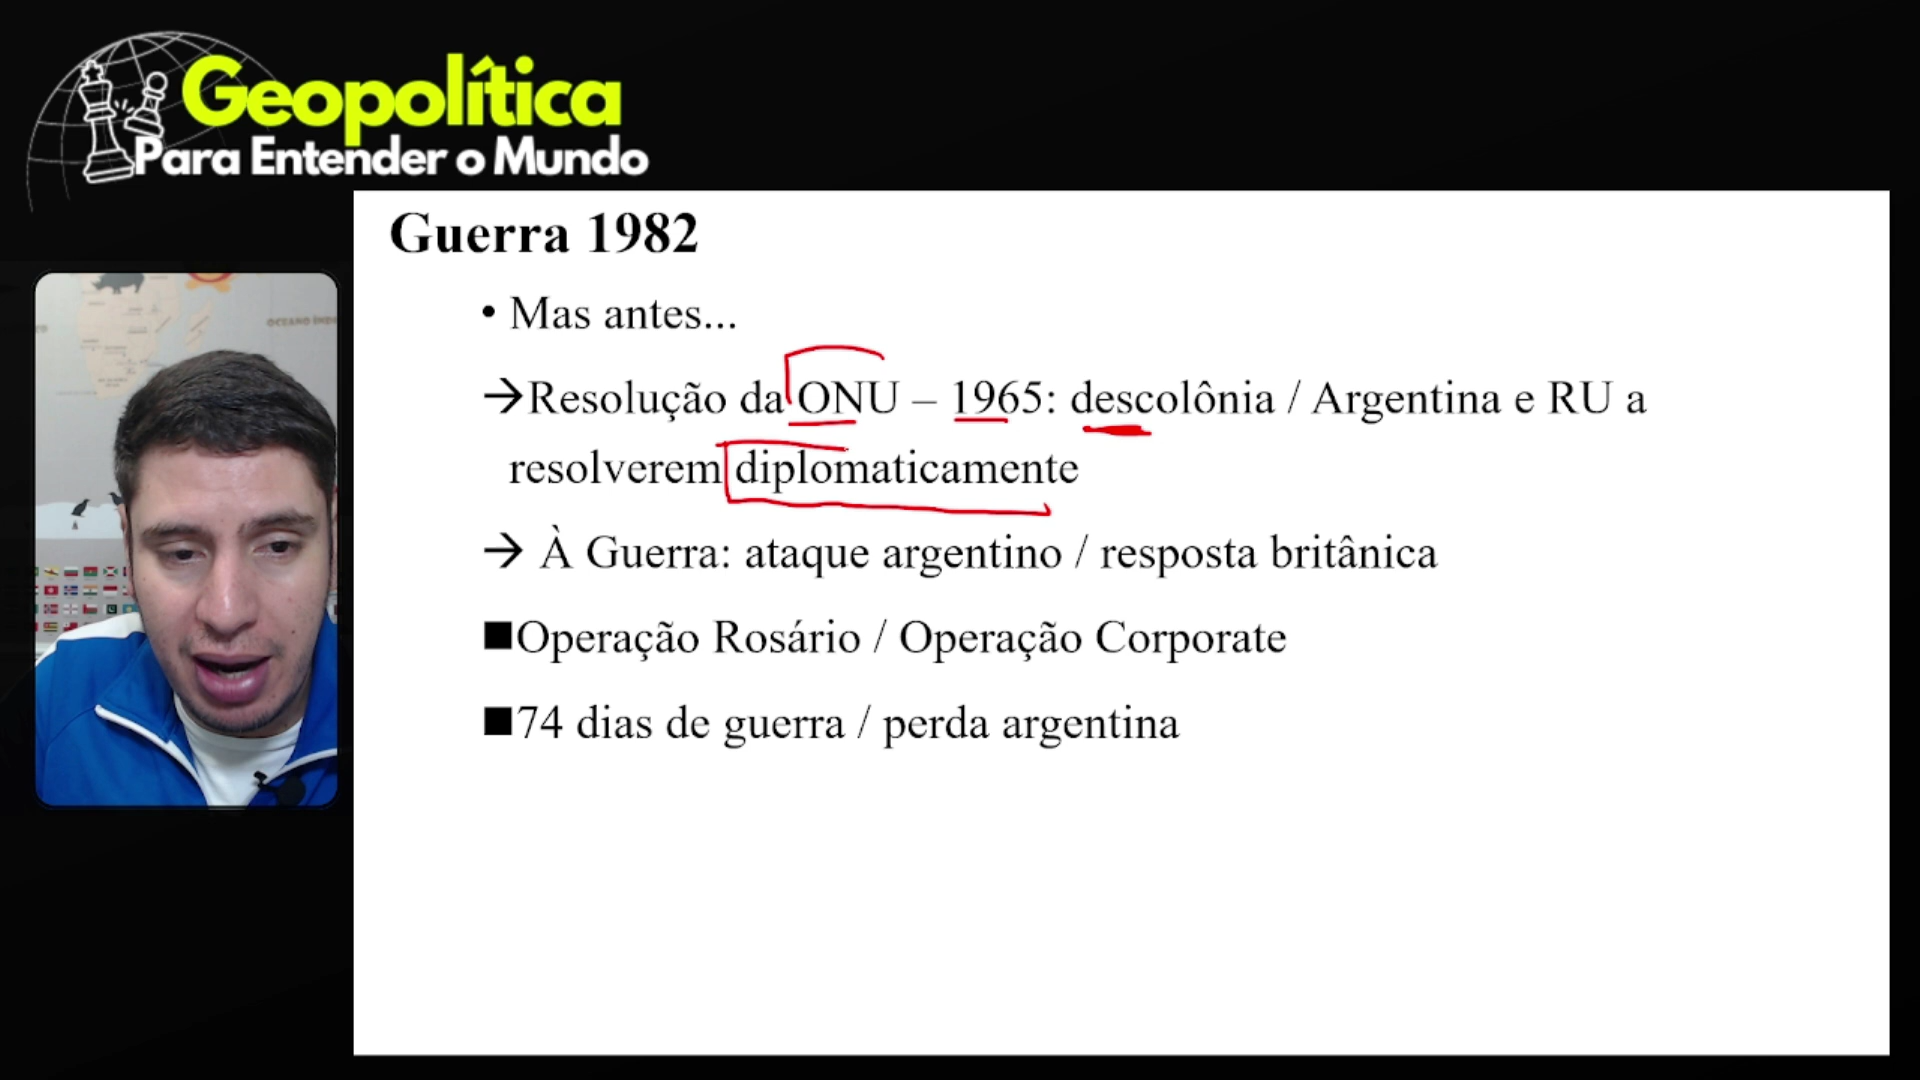 Geopolítica
Para Entender o Mundo
Guerra 1982
• Mas antes...
→Resolução da ONU – 1965: descolônia / Argentina e RU a
resolverem diplomaticamente
→ À Guerra: ataque argentino / resposta britânica
■Operação Rosário / Operação Corporate
■74 dias de guerra / perda argentina